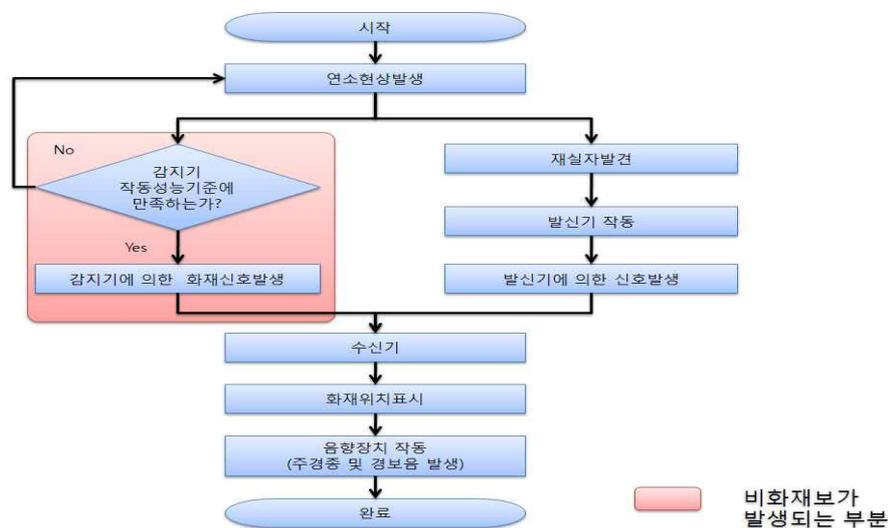 시작
연소현상발생
No
감지기
작동성능기준에
만족하는가?
Yes
감지기에 의한 화재신호발생
재실자발견
발신기 작동
발신기에 의한 신호발생
수신기
화재위치표시
음향장치 작동
(주경종 및 경보음 발생)
완료
비화재보가
발생되는 부분